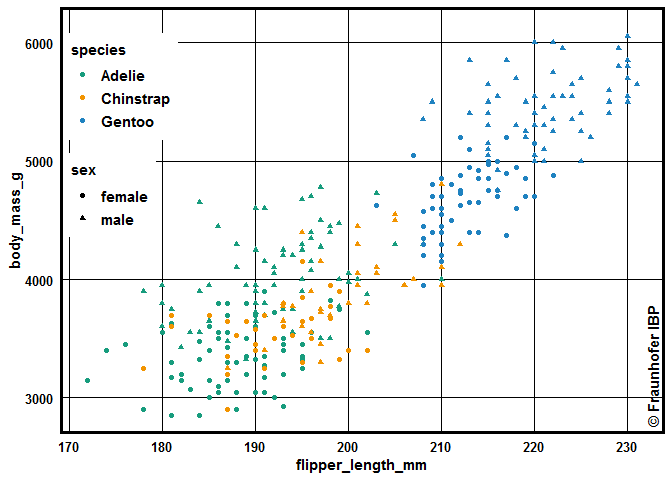 6000
5000
4000
3000
body_mass_g
species
Adelie
Chinstrap
Gentoo
sex
female
male
© Fraunhofer IBP
170 180 190 200 210 220 230
flipper_length_mm